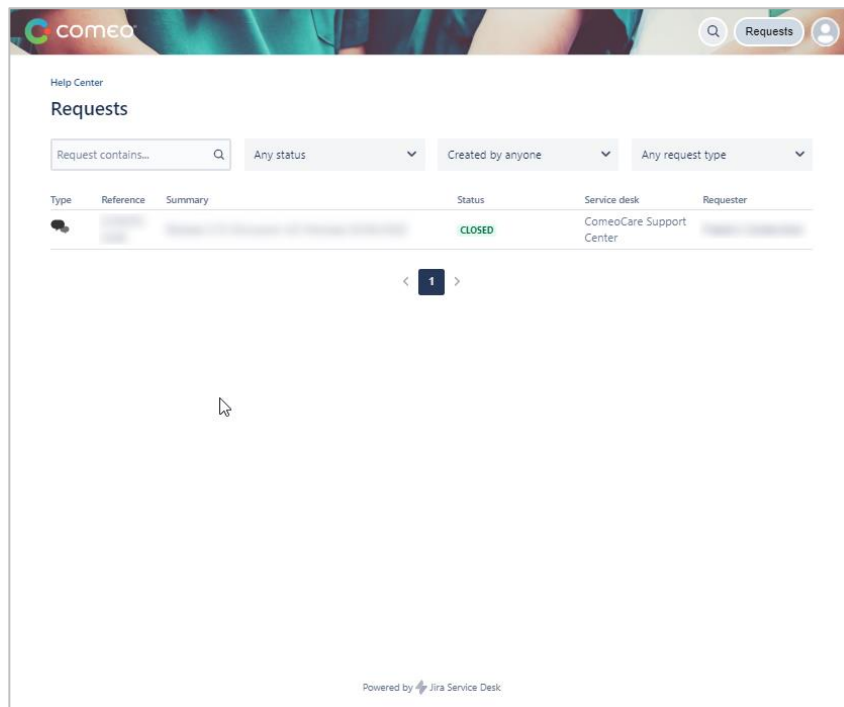 comeo
Requests
Help Center
Requests
Request contains...
Any status
Created by anyone
Any request type
Type Reference Summary Status Service desk Requester
CLOSED
ComeoCare Support
Center
1
Powered by Jira Service Desk